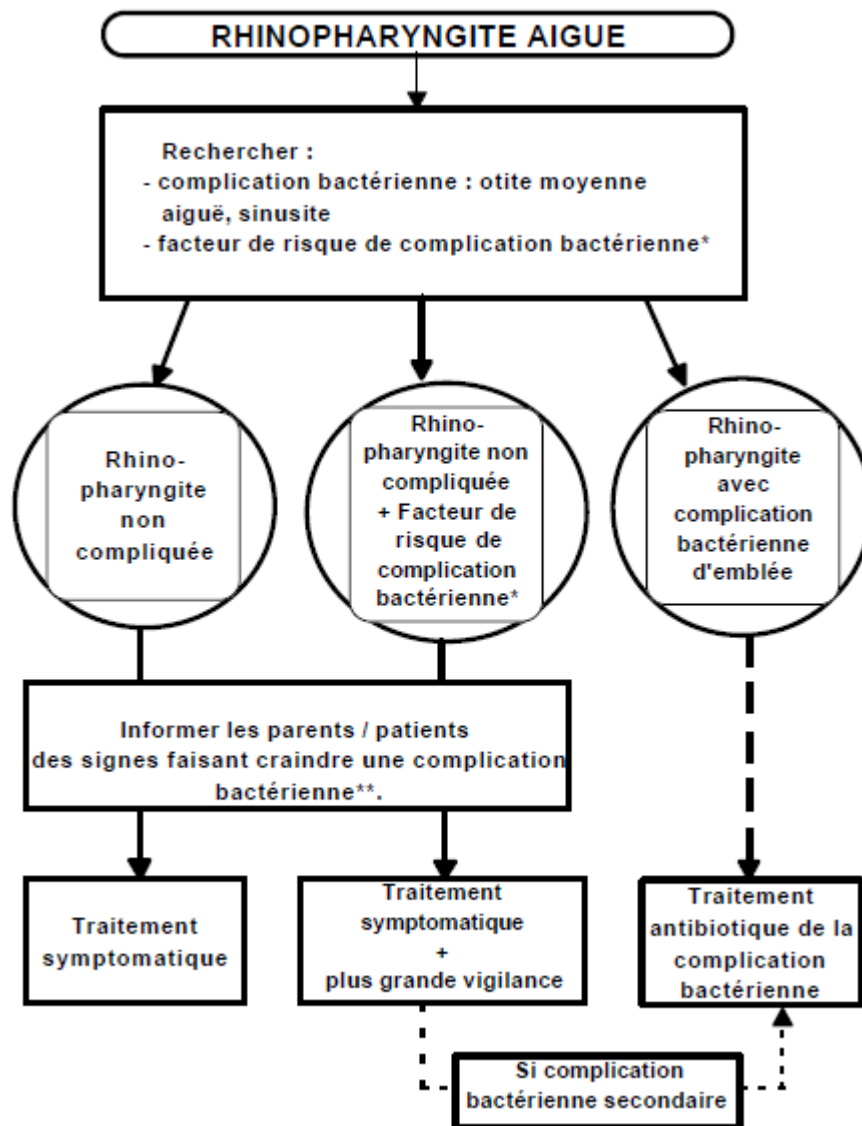 RHINOPHARYNGITE AIGUE
Rechercher :
- complication bactérienne : otite moyenne
aiguë, sinusite
- facteur de risque de complication bactérienne*
Rhino-
pharyngite
non
compliquée
Rhino-
pharyngite non
compliquée
+ Facteur de
risque de
complication
bactérienne*
Rhino-
pharyngite
avec
complication
bactérienne
d'emblée
Informer les parents / patients
des signes faisant craindre une complication
bactérienne**.
Traitement
symptomatique
Traitement
symptomatique
+
plus grande vigilance
Traitement
antibiotique de la
complication
bactérienne
Si complication
bactérienne secondaire